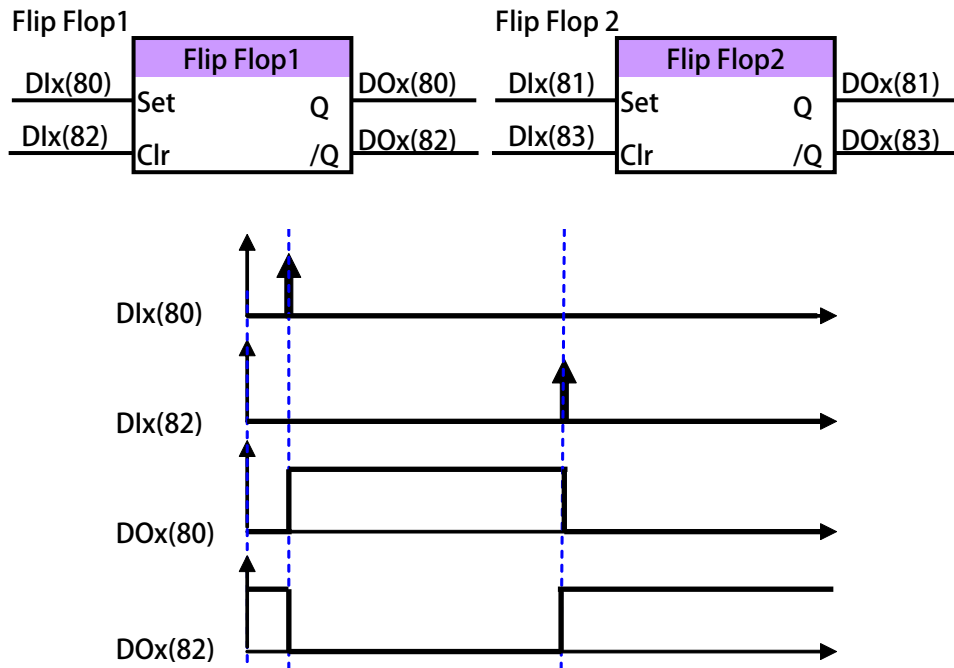 Flip Flop1
Flip Flop 2
Flip Flop1
DIx(80)
Set
Q
DOx(80)
DIx(82)
Clr
/Q
DOx(82)
Flip Flop2
DIx(81)
Set
Q
DOx(81)
DIx(83)
Clr
/Q
DOx(83)
DIx(80)
DIx(82)
DOx(80)
DOx(82)